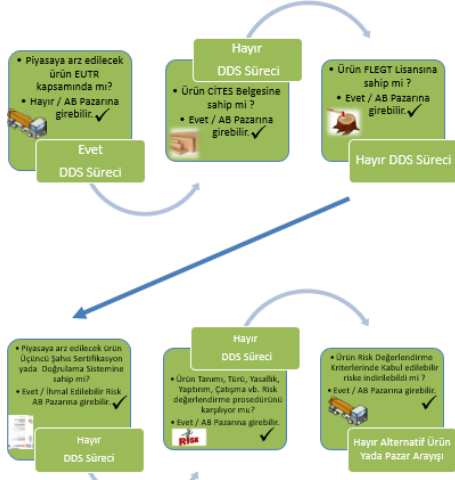 • Piyasaya arz edilecek
ürün EUTR
kapsamında mı?
• Hayır / AB Pazarına
girebilir.
Evet
DDS Süreci
Hayır
DDS Süreci
• Ürün CİTES Belgesine
sahip mi ?
• Evet / AB Pazarına
girebilir.
• Ürün FLEGT Lisansına
sahip mi ?
• Evet / AB Pazarına
girebilir.
Hayır DDS Süreci
• Piyasaya arz edilecek ürün
Üçüncü Şahıs Sertifikasyon
yada Doğrulama Sistemine
sahip mi?
• Evet / İhmal Edilebilir Risk
AB Pazarına girebilir.
Hayır
DDS Süreci
Hayır
DDS Süreci
• Ürün Tanımı, Türü, Yasallık,
Yaptırım, Çatışma vb. Risk
değerlendirme prosedürünü
karşılıyor mu?
• Evet / AB Pazarına girebilir.
RISK
• Ürün Risk Değerlendirme
Kriterlerinde Kabul edilebilir
riske indirilebildi mi ?
• Evet / AB Pazarına girebilir.
Hayır Alternatif Ürün
Yada Pazar Arayışı